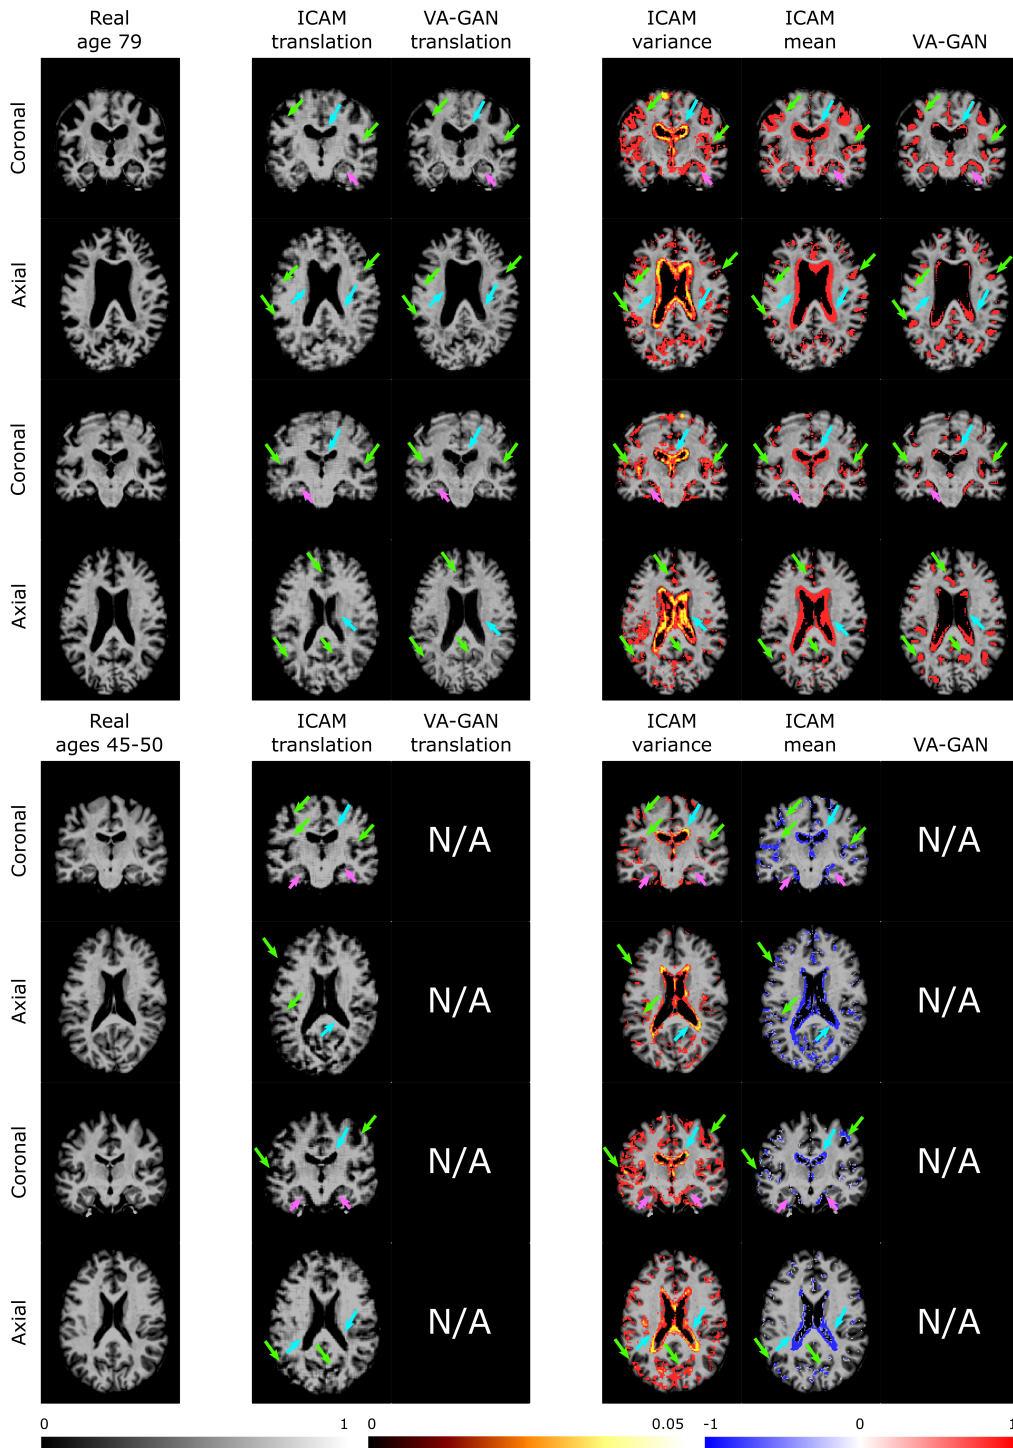 Real
age 79
ICAM
translation
VA-GAN
translation
ICAM
variance
ICAM
mean
VA-GAN
Coronal
Axial
Coronal
Axial
Real
ages 45-50
ICAM
translation
VA-GAN
translation
ICAM
variance
ICAM
mean
VA-GAN
Coronal
N/A
N/A
Axial
N/A
N/A
Coronal
N/A
N/A
Axial
N/A
N/A
0
1
0
0.05
-1
0
1